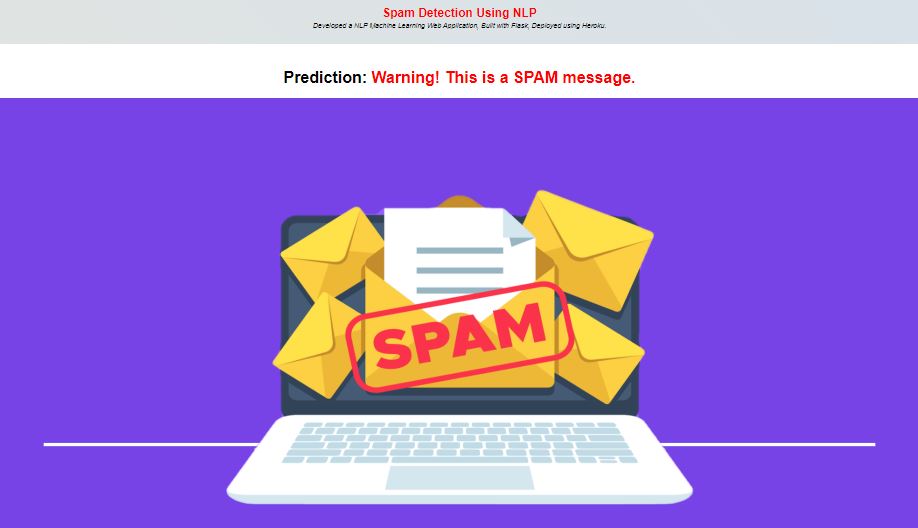 Spam Detection Using NLP
Developed a NLP Machine Learning Web Application, Built with Flask, Deployed using Heroku.
Prediction: Warning! This is a SPAM message.
SPAM